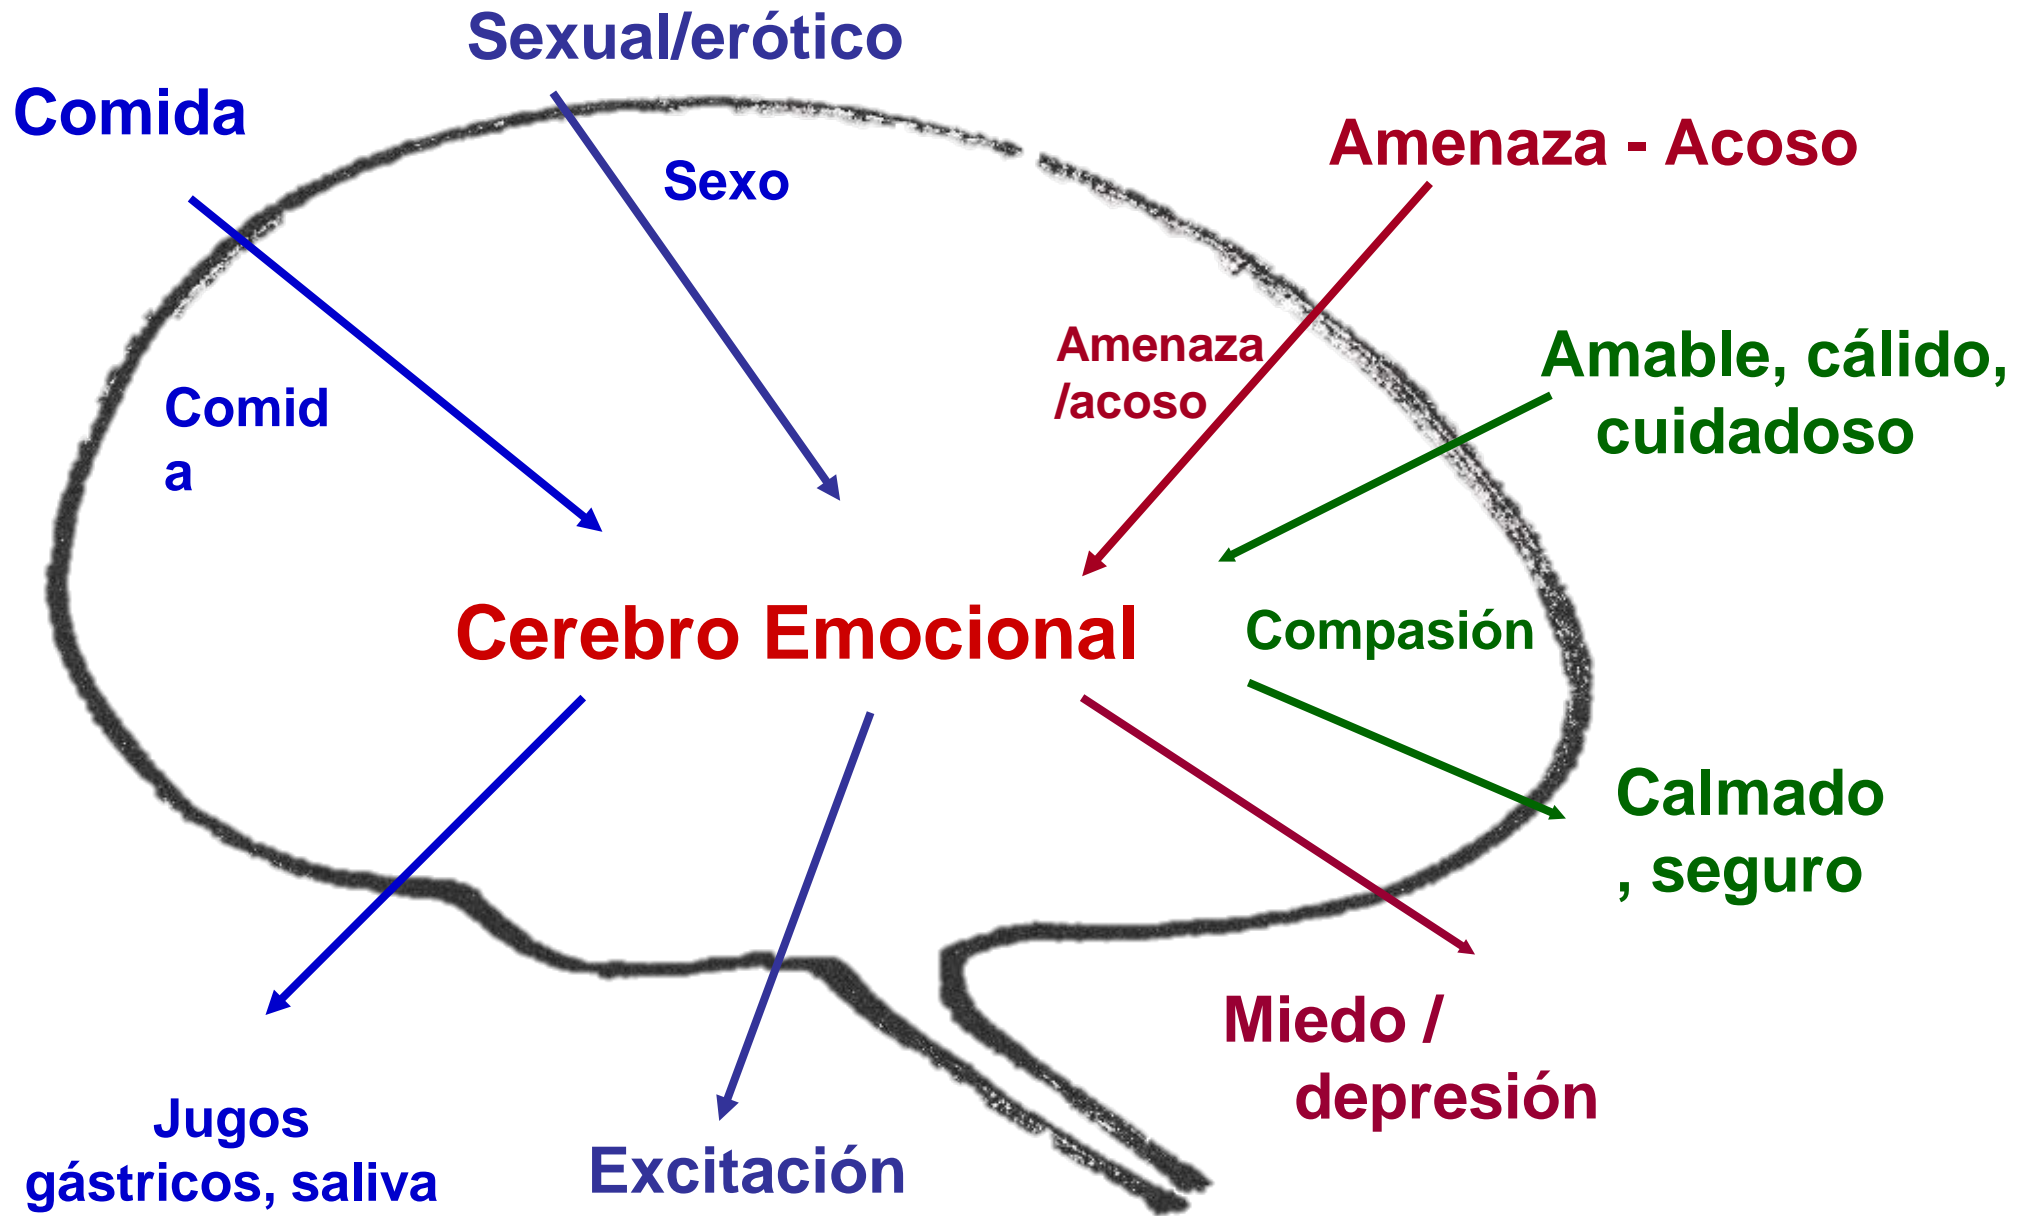 Sexual/erótico
Comida
Amenaza - Acoso
Sexo
Amenaza
/acoso
Amable, cálido,
cuidadoso
Comid
a
Cerebro Emocional
Compasión
Calmado
, seguro
Miedo /
depresión
Jugos
gástricos, saliva
Excitación